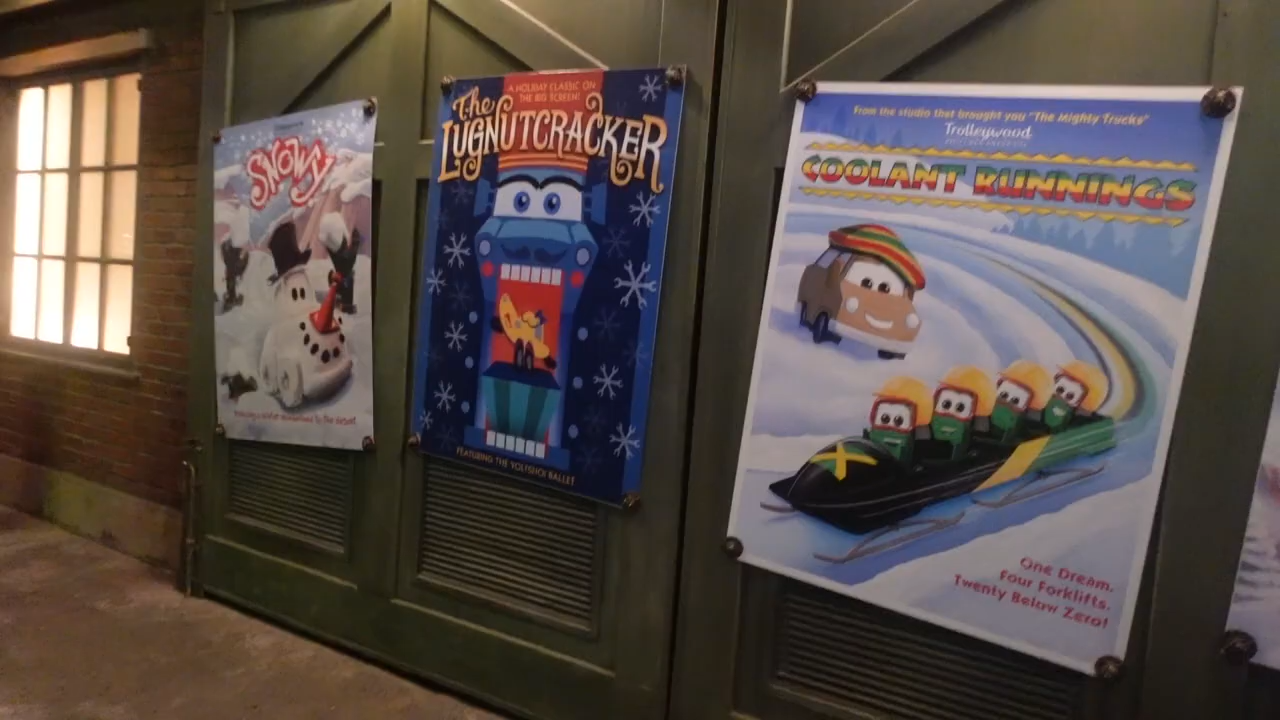 SNOWY
A HOLIDAY CLASSIC ON
THE BIG SCREEN!
The
LUGNUTCRACKER
FEATURING THE VOLTSHOI BALLET
From the studio that brought you "The Mighty Trucks"
Trolleywood
COOLANT RUNNINGS
One Dream.
Four Forklifts.
Twenty Below Zero!